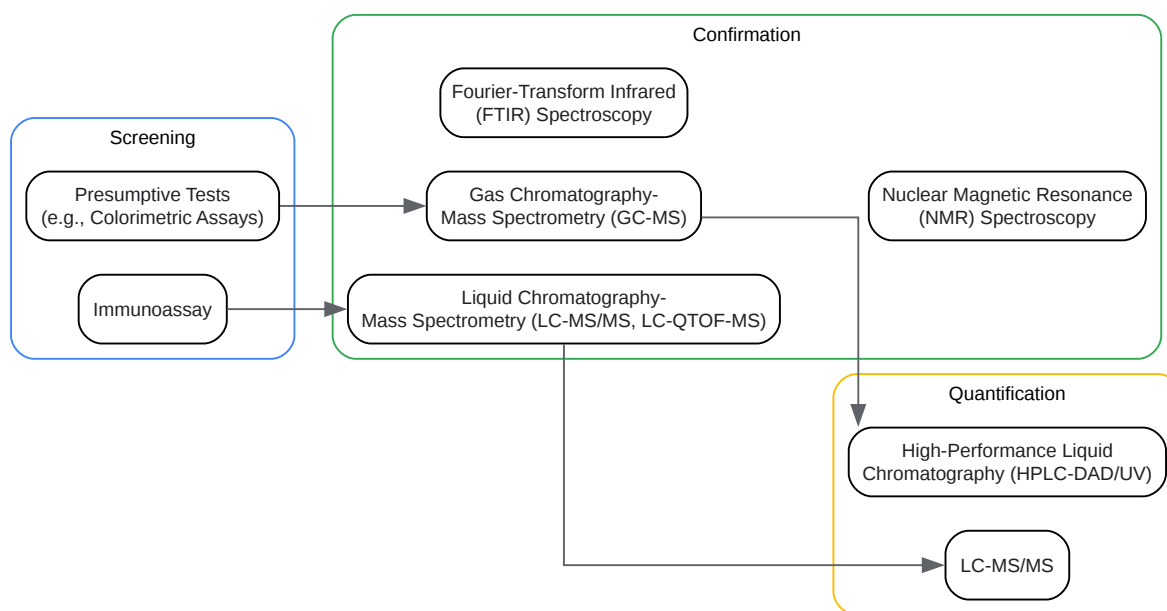 Confirmation
Fourier-Transform Infrared
(FTIR) Spectroscopy
Screening
Presumptive Tests
(e.g., Colorimetric Assays)
Gas Chromatography-
Mass Spectrometry (GC-MS)
Nuclear Magnetic Resonance
(NMR) Spectroscopy
Immunoassay
Liquid Chromatography-
Mass Spectrometry (LC-MS/MS, LC-QTOF-MS)
Quantification
High-Performance Liquid
Chromatography (HPLC-DAD/UV)
LC-MS/MS